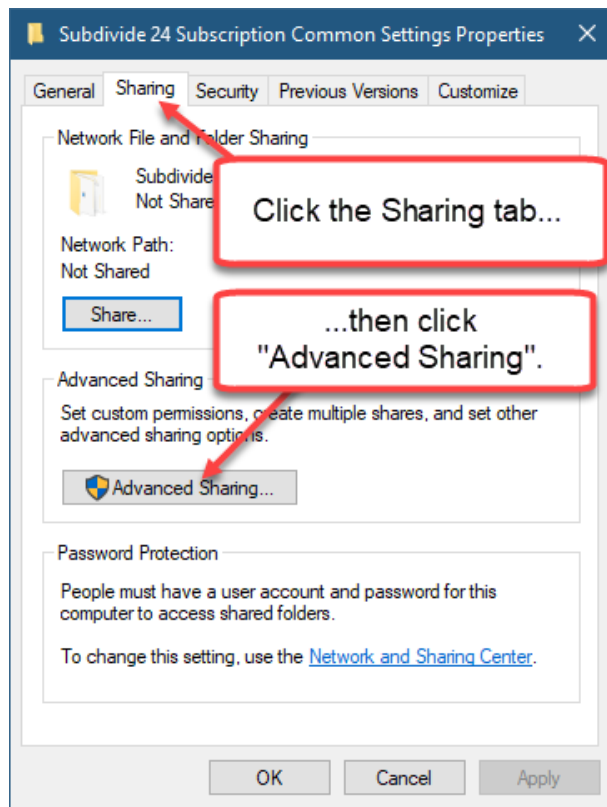 Subdivide 24 Subscription Common Settings Properties
General Sharing Security Previous Versions Customize
Network File and Folder Sharing
Subdivide
Not Share
Click the Sharing tab...
Network Path:
Not Shared
Share...
...then click
"Advanced Sharing".
Advanced Sharing
Set custom permissions, create multiple shares, and set other
advanced sharing options.
Advanced Sharing...
Password Protection
People must have a user account and password for this
computer to access shared folders.
To change this setting, use the Network and Sharing Center.
OK Cancel Apply